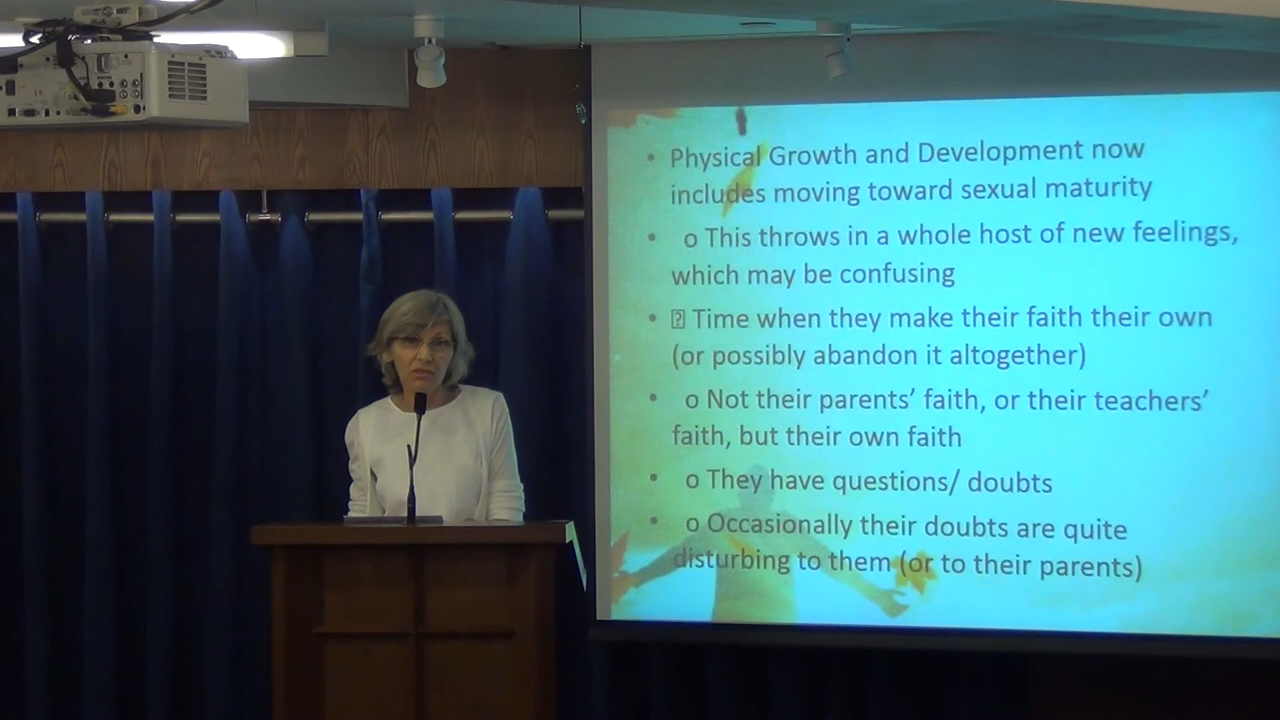 • Physical Growth and Development now
includes moving toward sexual maturity
• o This throws in a whole host of new feelings,
which may be confusing
• ⍰ Time when they make their faith their own
(or possibly abandon it altogether)
• o Not their parents’ faith, or their teachers’
faith, but their own faith
• o They have questions/ doubts
• o Occasionally their doubts are quite
disturbing to them (or to their parents)